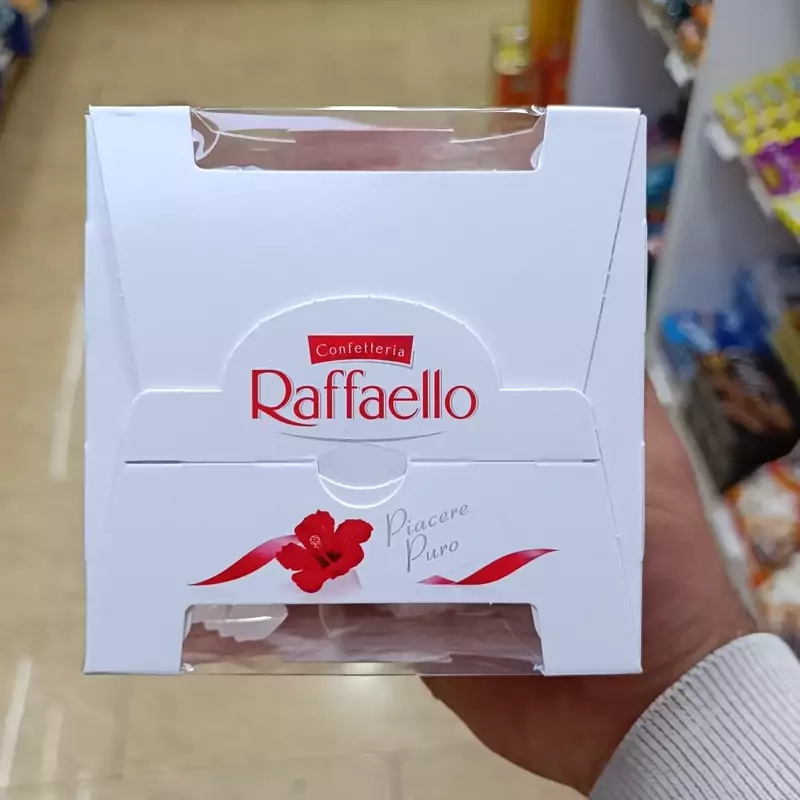 Confetteria
Raffaello
Piacere
Puro